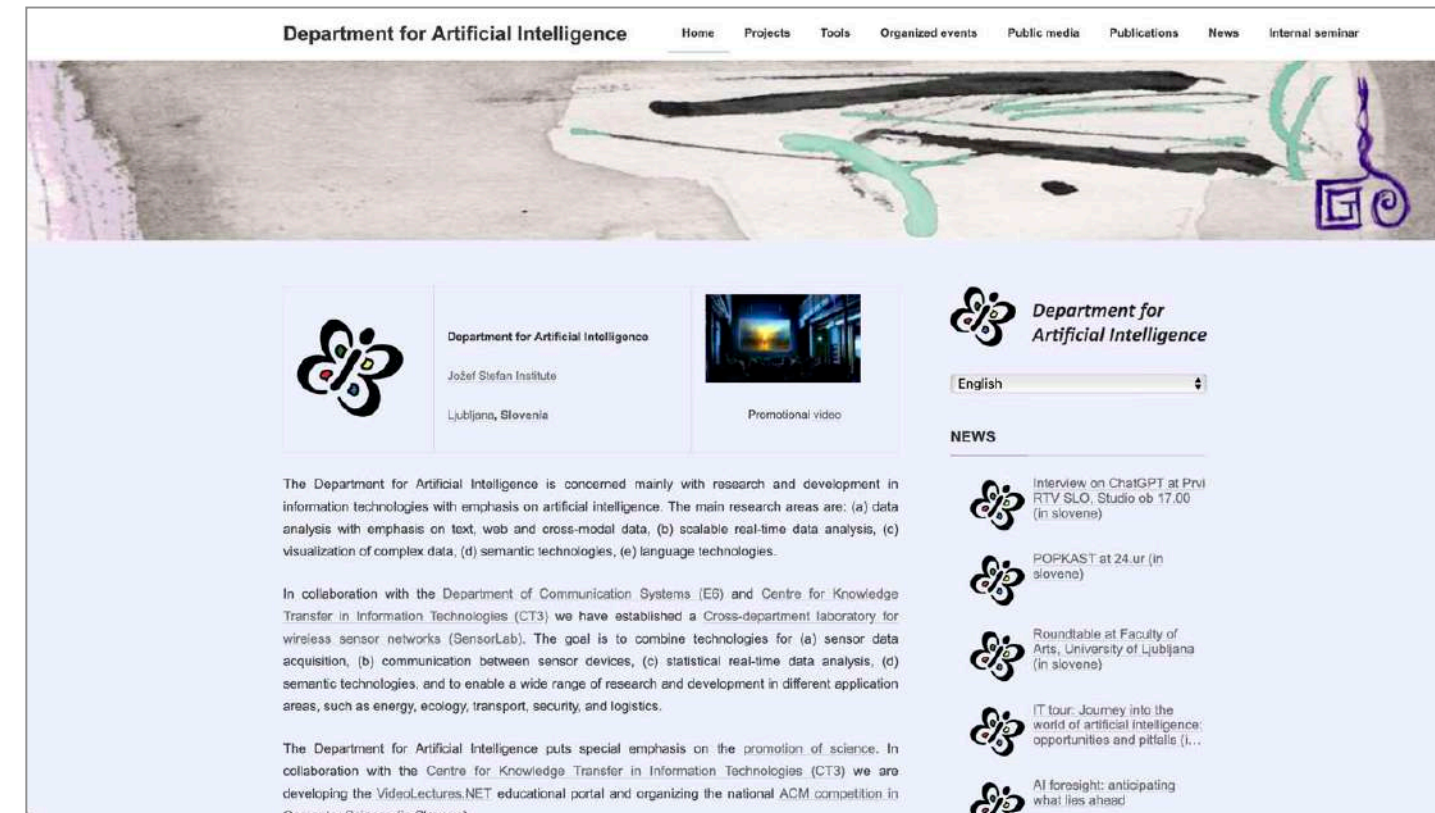 Department for Artificial Intelligence
Home Projects Tools Organized events Public media Publications News Internal seminar
Department for Artificial Intelligence
Jožef Stefan Institute
Ljubljana, Slovenia
Promotional video
The Department for Artificial Intelligence is concerned mainly with research and development in
information technologies with emphasis on artificial intelligence. The main research areas are: (a) data
analysis with emphasis on text, web and cross-modal data, (b) scalable real-time data analysis, (c)
visualization of complex data, (d) semantic technologies, (e) language technologies.
In collaboration with the Department of Communication Systems (E6) and Centre for Knowledge
Transfer in Information Technologies (CT3) we have established a Cross-department laboratory for
wireless sensor networks (SensorLab). The goal is to combine technologies for (a) sensor data
acquisition, (b) communication between sensor devices, (c) statistical real-time data analysis, (d)
semantic technologies, and to enable a wide range of research and development in different application
areas, such as energy, ecology, transport, security, and logistics.
The Department for Artificial Intelligence puts special emphasis on the promotion of science. In
collaboration with the Centre for Knowledge Transfer in Information Technologies (CT3) we are
developing the VideoLectures.NET educational portal and organizing the national ACM competition in
Department for
Artificial Intelligence
English
NEWS
Interview on ChatGPT at Prvi
RTV SLO, Studio ob 17.00
(in slovene)
POPKAST at 24.ur (in
slovene)
Roundtable at Faculty of
Arts, University of Ljubljana
(in slovene)
IT tour: Journey into the
world of artificial intelligence:
opportunities and pitfalls (i...
AI foresight: anticipating
what lies ahead